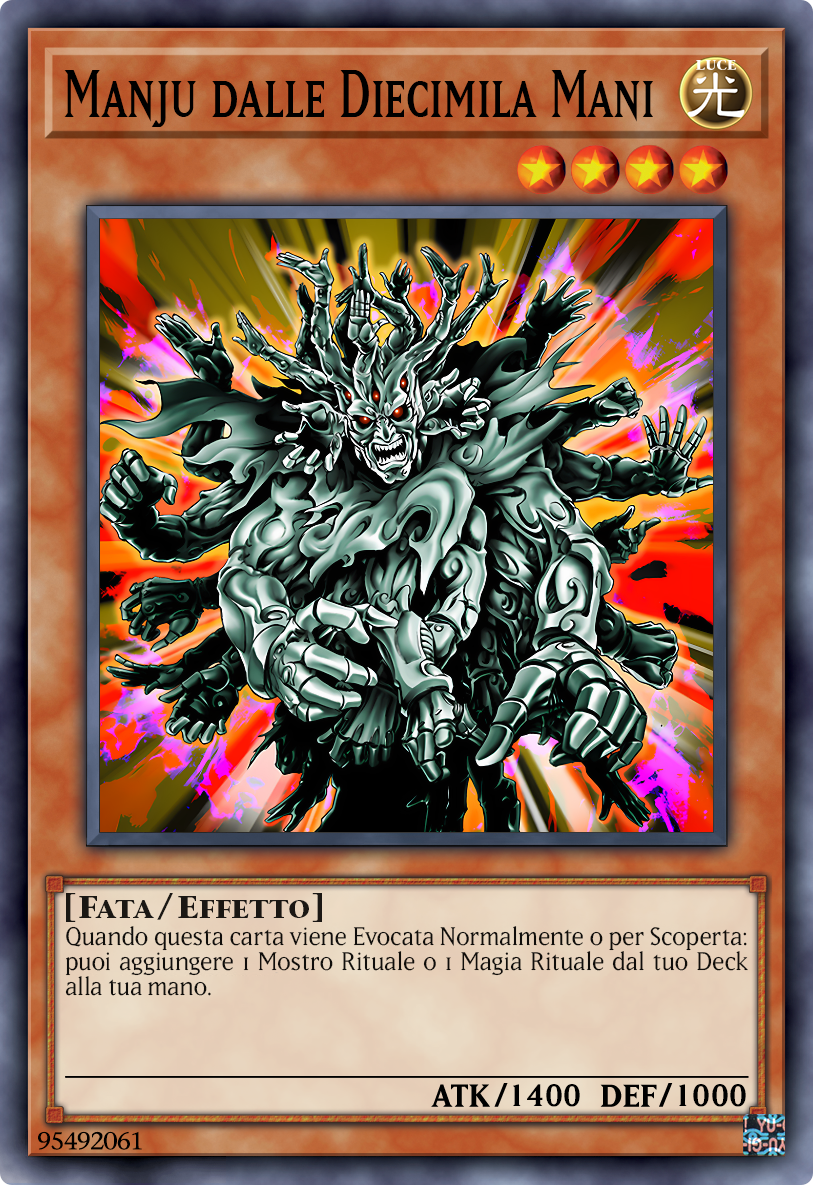 Manju dalle Diecimila Mani
LUCE
光
[Fata/Effetto]
Quando questa carta viene Evocata Normalmente o per Scoperta:
puoi aggiungere 1 Mostro Rituale o 1 Magia Rituale dal tuo Deck
alla tua mano.
ATK/1400 DEF/1000
95492061